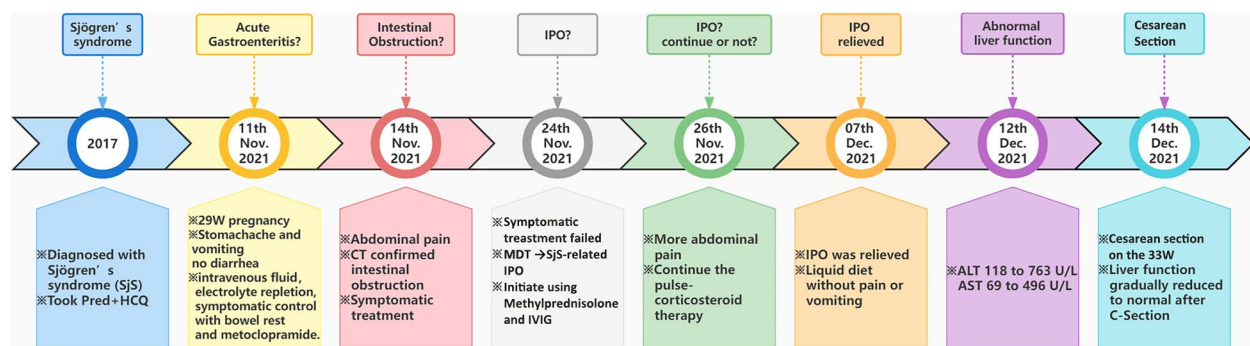 Sjögren's
syndrome
Acute
Gastroenteritis?
Intestinal
Obstruction?
IPO?
IPO?
continue or not?
IPO
relieved
Abnormal
liver function
Cesarean
Section
2017
11th
Nov.
2021
14th
Nov.
2021
24th
Nov.
2021
26th
Nov.
2021
07th
Dec.
2021
12th
Dec.
2021
14th
Dec.
2021
※Diagnosed with
Sjögren's
syndrome (SjS)
※Took Pred+HCQ
※29W pregnancy
※Stomachache and
vomiting
no diarrhea
※intravenous fluid,
electrolyte repletion,
symptomatic control
with bowel rest
and metoclopramide.
※Abdominal pain
※CT confirmed
intestinal
obstruction
※Symptomatic
treatment
※Symptomatic
treastment failed
※MDT →SjS-related
IPO
※Initiate using
Methylprednisolone
and IVIG
※More abdominal
pain
※Continue the
pulse-
corticosteroid
therapy
※IPO was relieved
※Liquid diet
without pain or
vomiting
※ALT 118 to 763 U/L
AST 69 to 496 U/L
※Cesarean section
on the 33W
※Liver function
gradually reduced
to normal after
C-Section